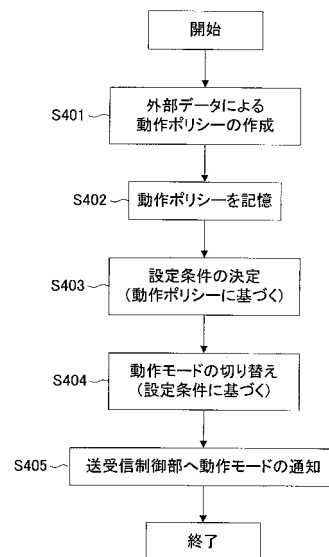 開始
S401
外部データによる
動作ポリシーの作成
S402
動作ポリシーを記憶
S403
設定条件の決定
(動作ポリシーに基づく)
S404
動作モードの切り替え
(設定条件に基づく)
S405
送受信制御部へ動作モードの通知
終了